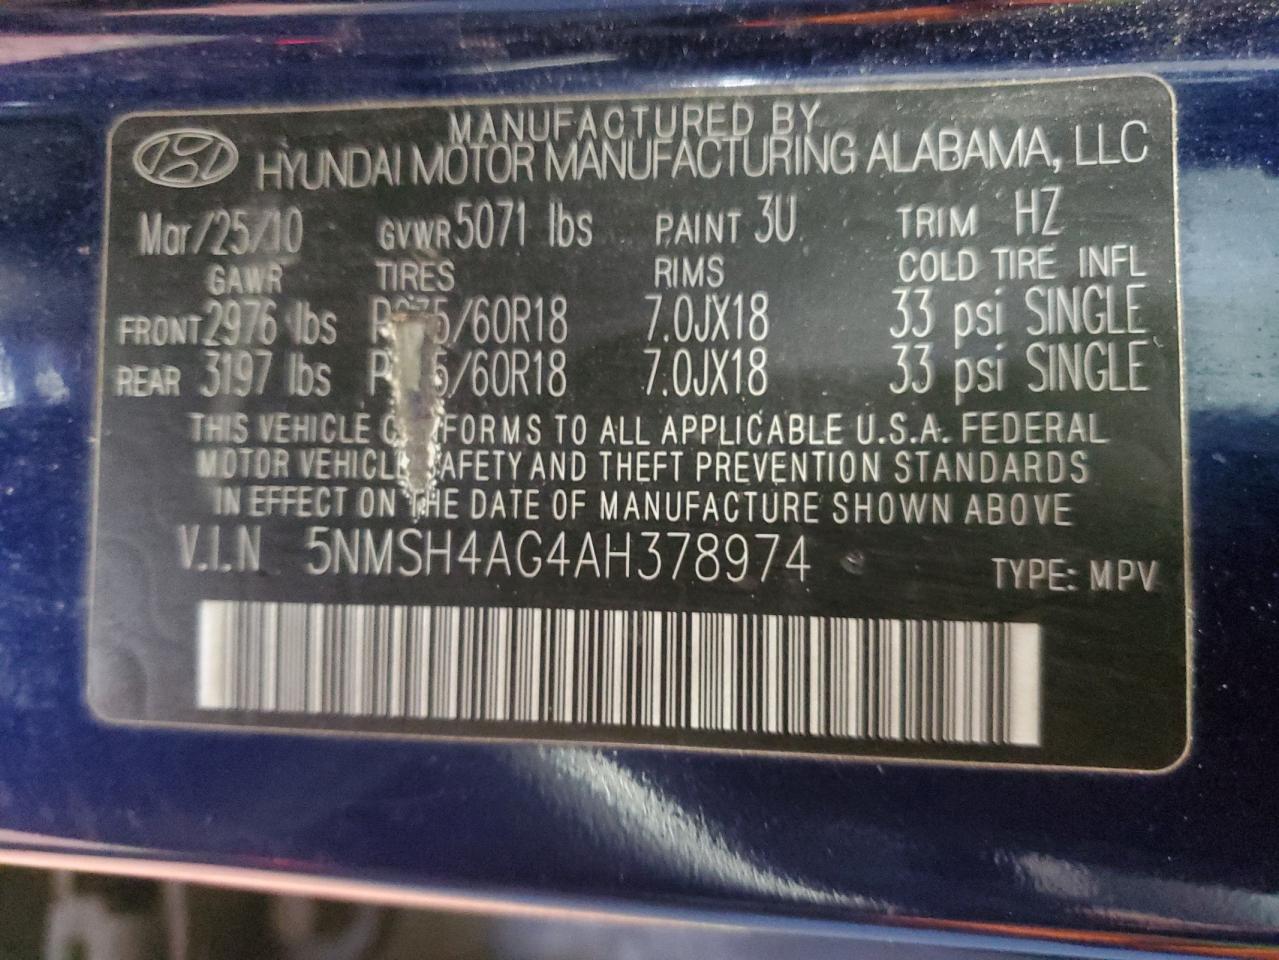 MANUFACTURED BY
HYUNDAI MOTOR MANUFACTURING ALABAMA, LLC
Mar/25/10 GVWR 5071 lbs PAINT 3U TRIM HZ
GAWR TIRES RIMS COLD TIRE INFL
FRONT 2976 lbs /60R18 7.0JX18 33 psi SINGLE
REAR 3197 lbs /60R18 7.0JX18 33 psi SINGLE
THIS VEHICLE CONFORMS TO ALL APPLICABLE U.S.A. FEDERAL
MOTOR VEHICLE SAFETY AND THEFT PREVENTION STANDARDS
IN EFFECT ON THE DATE OF MANUFACTURE SHOWN ABOVE
V.I.N 5NMSH4AG4AH378974 TYPE: MPV